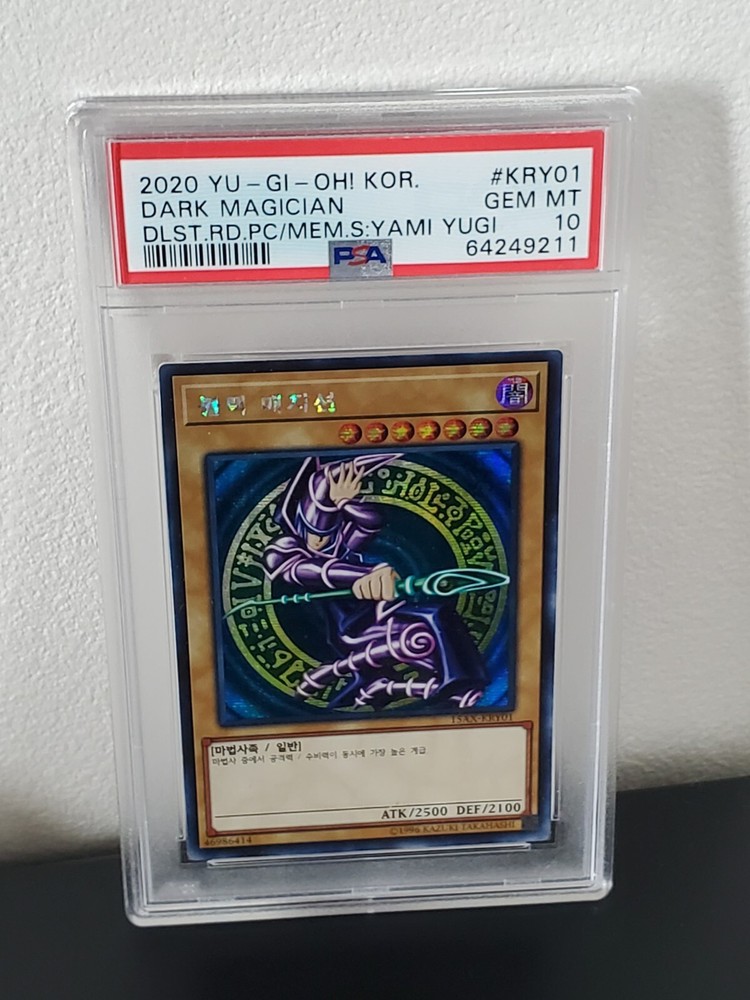 2020 YU-GI-OH! KOR. #KRY01
DARK MAGICIAN GEM MT
DLST.RD.PC/MEM.S:YAMI YUGI 10
PSA 64249211
블랙 매지션
闇
15AX-KRY01
[마법사족 / 일반]
마법사 중에서 공격력 / 수비력이 동시에 가장 높은 계급
ATK/2500 DEF/2100
46986414 ©1996 KAZUKI TAKAHASHI